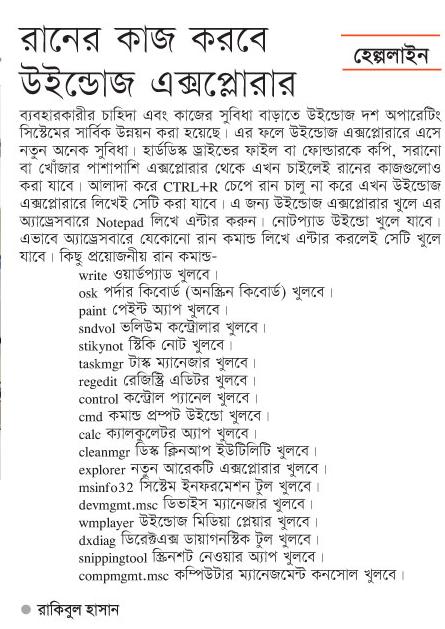 রানের কাজ করবে
উইন্ডোজ এক্সপ্লোরার
হেল্পলাইন
ব্যবহারকারীর চাহিদা এবং কাজের সুবিধা বাড়াতে উইন্ডোজ দশ অপারেটিং
সিস্টেমের সার্বিক উন্নয়ন করা হয়েছে। এর ফলে উইন্ডোজ এক্সপ্লোরারে এসেছে
নতুন অনেক সুবিধা। হার্ডডিস্ক ড্রাইভের ফাইল বা ফোল্ডারকে কপি, সরানো
বা খোঁজার পাশাপাশি এক্সপ্লোরার থেকে এখন চাইলেই রানের কাজগুলোও
করা যাবে। আলাদা করে CTRL+R চেপে রান চালু না করে এখন উইন্ডোজ
এক্সপ্লোরারে লিখেই সেটি করা যাবে। এ জন্য উইন্ডোজ এক্সপ্লোরার খুলে এর
অ্যাড্রেসবারে Notepad লিখে এন্টার করুন। নোটপ্যাড উইন্ডো খুলে যাবে।
এভাবে অ্যাড্রেসবারে যেকোনো রান কমান্ড লিখে এন্টার করলেই সেটি খুলে
যাবে। কিছু প্রয়োজনীয় রান কমান্ড-
write ওয়ার্ডপ্যাড খুলবে।
osk পর্দার কিবোর্ড (অনস্ক্রিন কিবোর্ড) খুলবে।
paint পেইন্ট অ্যাপ খুলবে।
sndvol ভলিউম কন্ট্রোলার খুলবে।
stikynot স্টিকি নোট খুলবে।
taskmgr টাস্ক ম্যানেজার খুলবে।
regedit রেজিস্ট্রি এডিটর খুলবে।
control কন্ট্রোল প্যানেল খুলবে।
cmd কমান্ড প্রম্পট উইন্ডো খুলবে।
calc ক্যালকুলেটর অ্যাপ খুলবে।
cleanmgr ডিস্ক ক্লিনআপ ইউটিলিটি খুলবে।
explorer নতুন আরেকটি এক্সপ্লোরার খুলবে।
msinfo32 সিস্টেম ইনফরমেশন টুল খুলবে।
devmgmt.msc ডিভাইস ম্যানেজার খুলবে।
wmplayer উইন্ডোজ মিডিয়া প্লেয়ার খুলবে।
dxdiag ডিরেক্টএক্স ডায়াগনস্টিক টুল খুলবে।
snippingtool স্ক্রিনশট নেওয়ার অ্যাপ খুলবে।
compmgmt.msc কম্পিউটার ম্যানেজমেন্ট কনসোল খুলবে।
● রাকিবুল হাসান